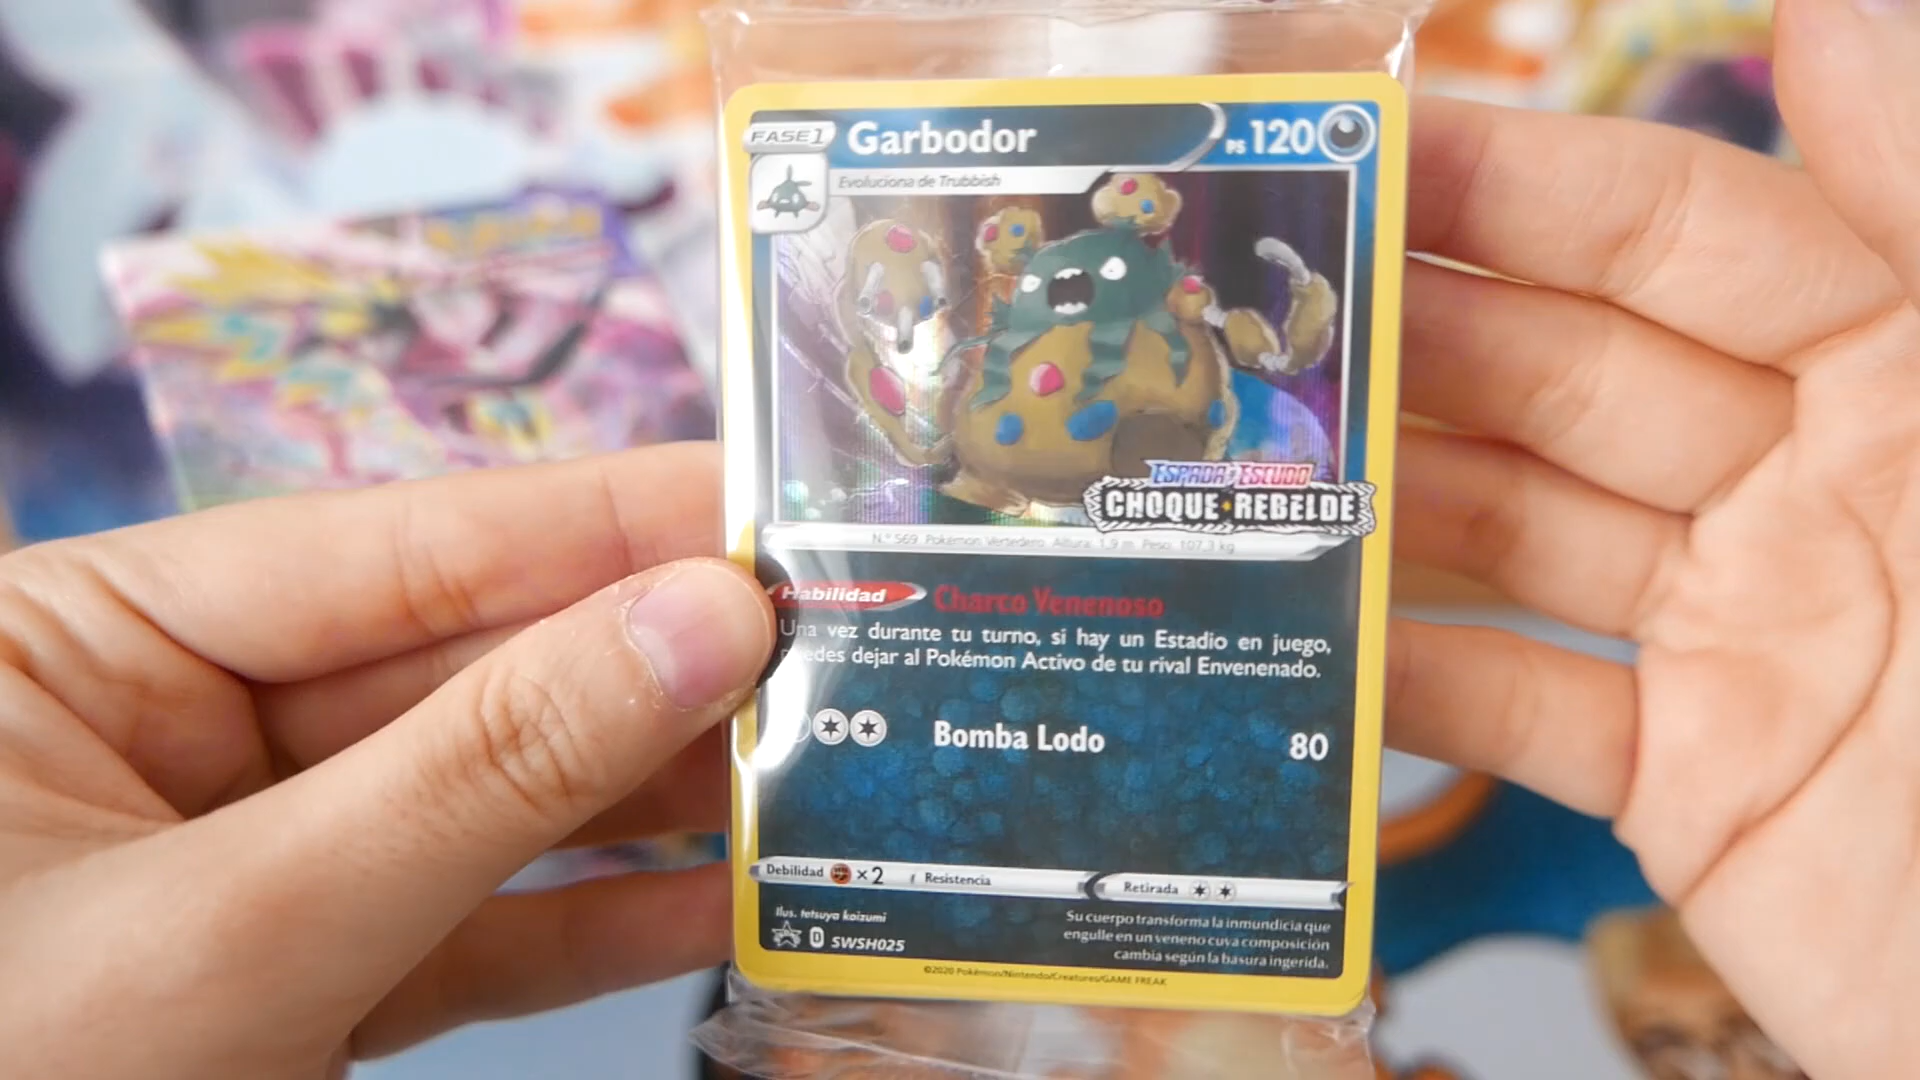 FASE 1
Garbodor
PS 120
Evoluciona de Trubbish
ESPADA Y ESCUDO
CHOQUE REBELDE
N.º 569 Pokémon Vertedero Altura: 1,9 m Peso: 107,3 kg
Habilidad Charco Venenoso
Una vez durante tu turno, si hay un Estadio en juego,
puedes dejar al Pokémon Activo de tu rival Envenenado.
Bomba Lodo 80
Debilidad ×2 Resistencia Retirada
Ilus. tetsuya koizumi
D SWSH025
Su cuerpo transforma la inmundicia que
engulle en un veneno cuya composición
cambia según la basura ingerida.
©2020 Pokémon/Nintendo/Creatures/GAME FREAK